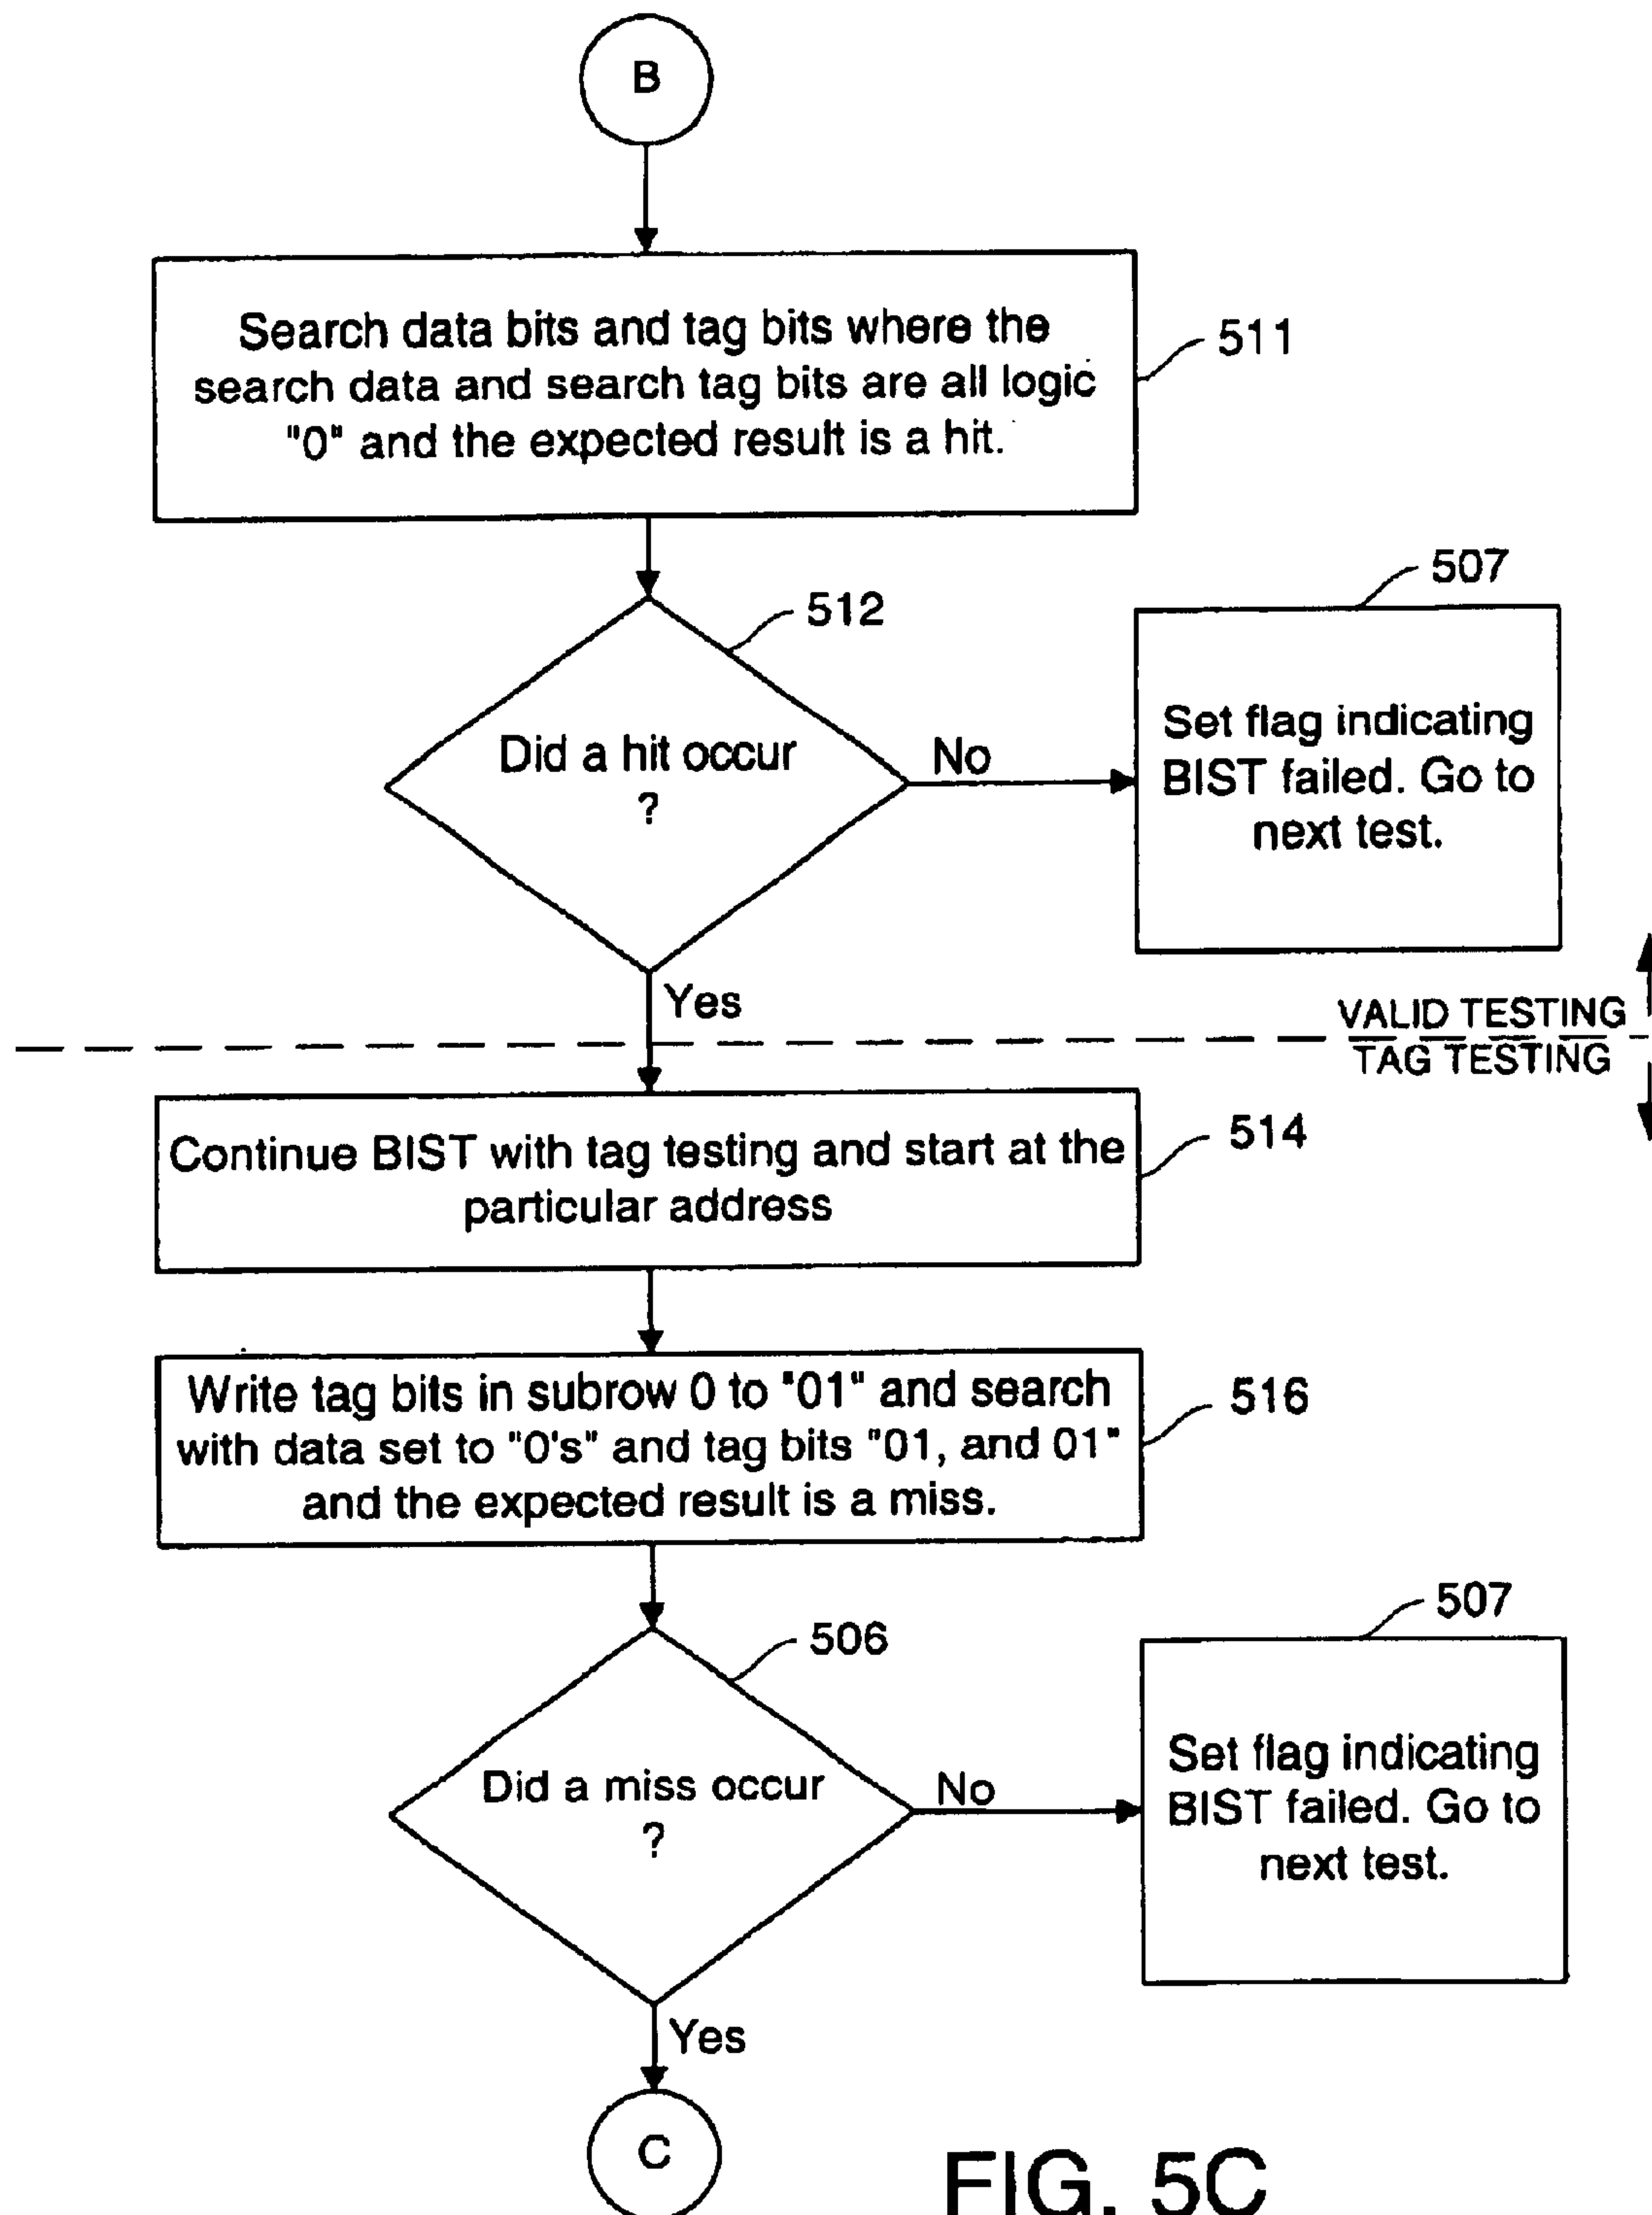 B
Search data bits and tag bits where the
search data and search tag bits are all logic
"0" and the expected result is a hit.
511
512
507
Did a hit occur
?
No
Set flag indicating
BIST failed. Go to
next test.
Yes
VALID TESTING
TAG TESTING
Continue BIST with tag testing and start at the
particular address
514
Write tag bits in subrow 0 to "01" and search
with data set to "0's" and tag bits "01, and 01"
and the expected result is a miss.
516
506
507
Did a miss occur
?
No
Set flag indicating
BIST failed. Go to
next test.
Yes
C
FIG. 5C